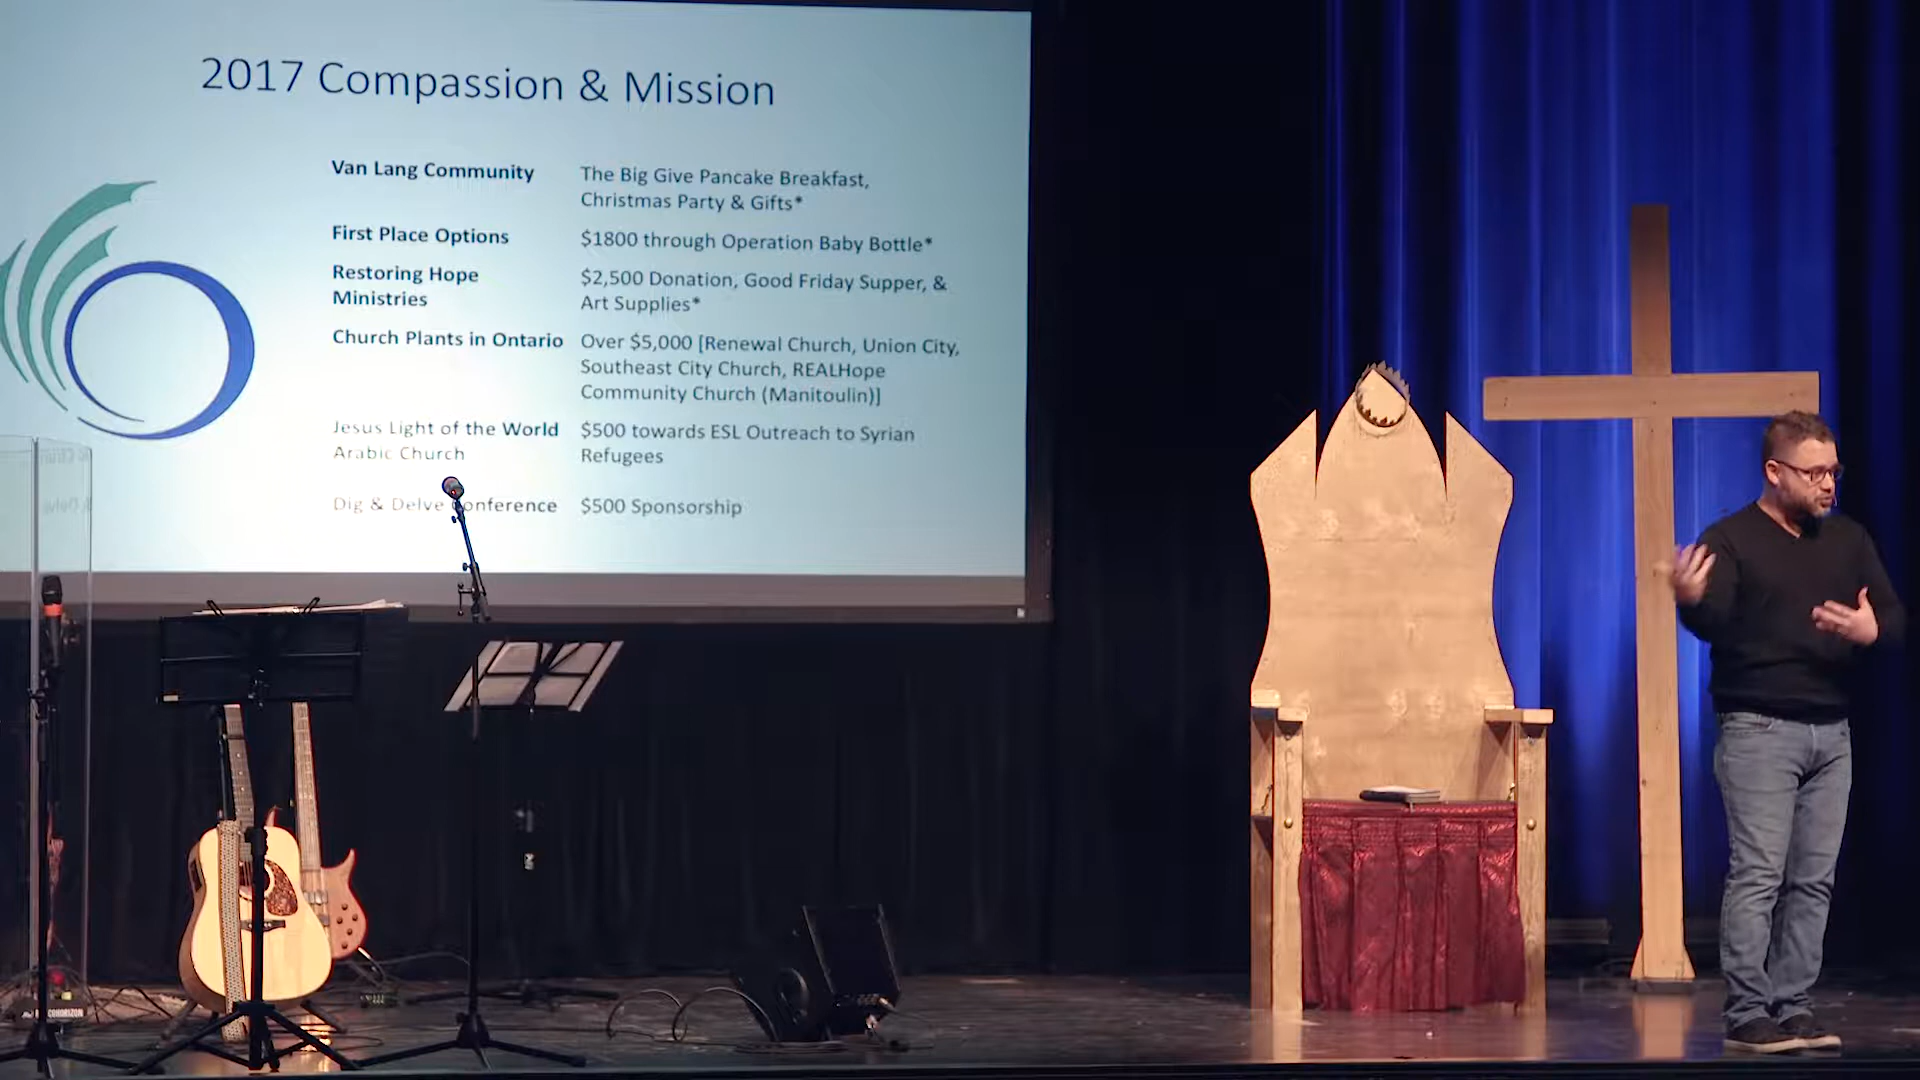 2017 Compassion & Mission
Van Lang Community
The Big Give Pancake Breakfast,
Christmas Party & Gifts*
First Place Options
$1800 through Operation Baby Bottle*
Restoring Hope
Ministries
$2,500 Donation, Good Friday Supper, &
Art Supplies*
Church Plants in Ontario
Over $5,000 [Renewal Church, Union City,
Southeast City Church, REALHope
Community Church (Manitoulin)]
Jesus Light of the World
Arabic Church
$500 towards ESL Outreach to Syrian
Refugees
Dig & Delve Conference
$500 Sponsorship